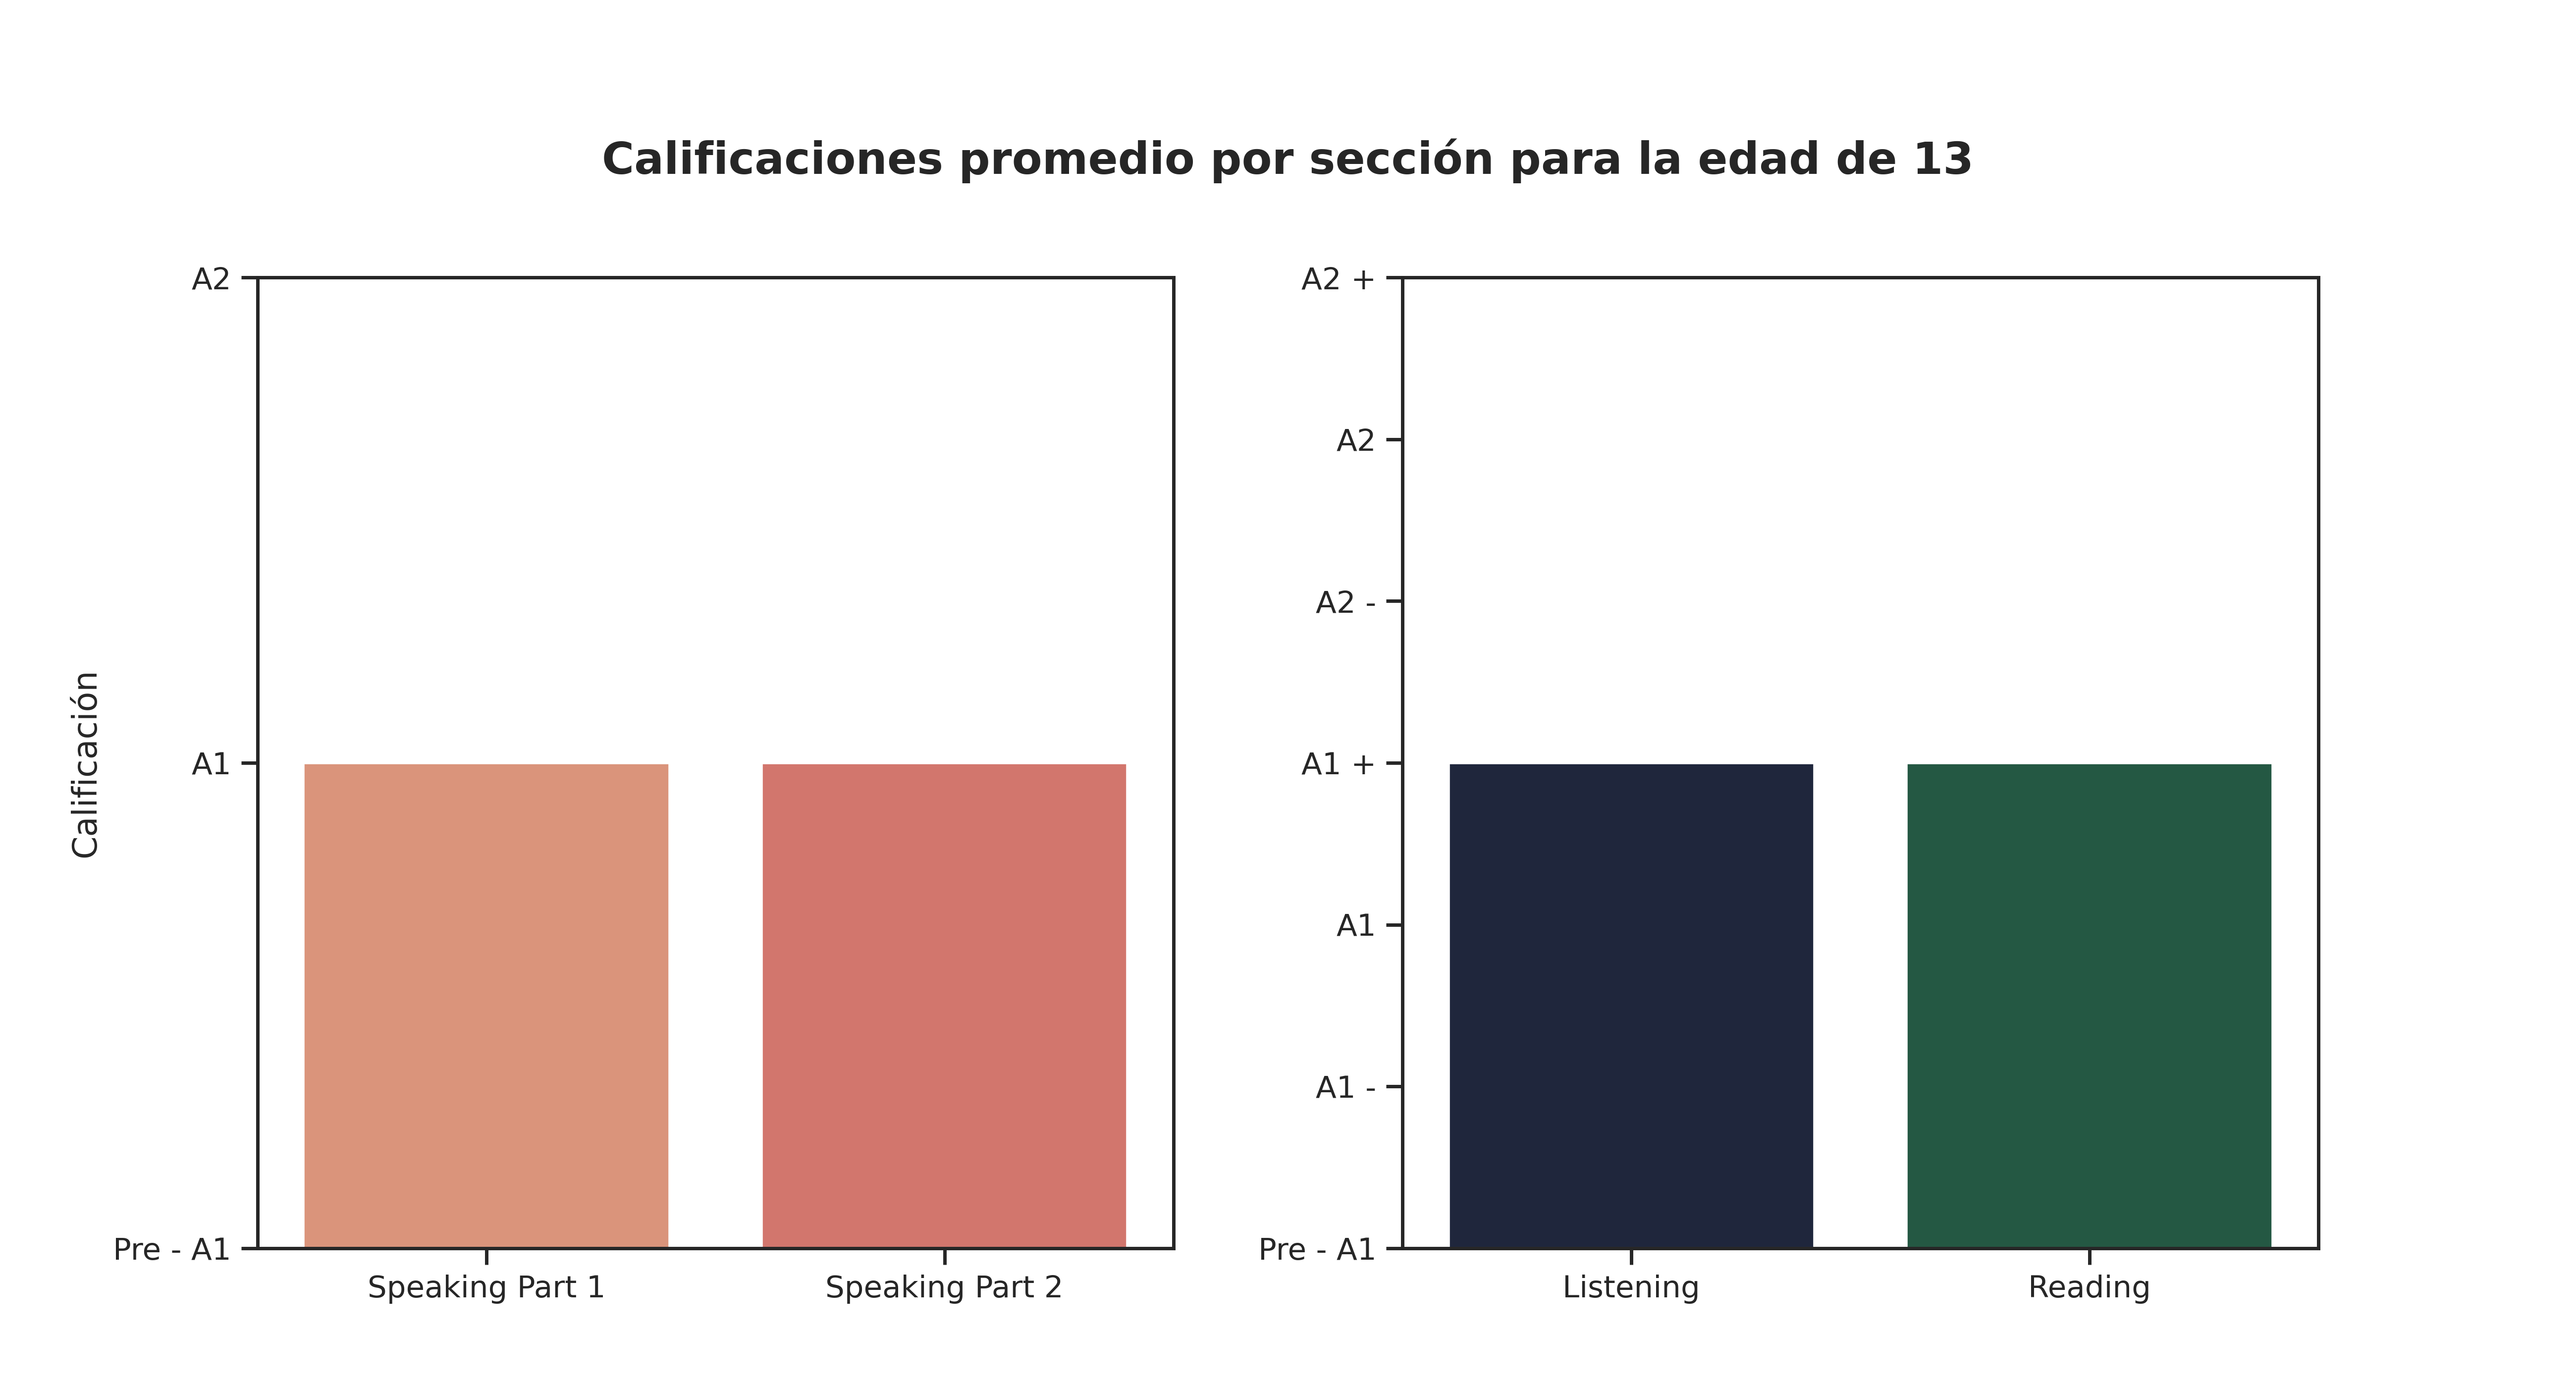 Calificaciones promedio por sección para la edad de 13
Calificación
A2
A1
Pre - A1
Speaking Part 1
Speaking Part 2
A2 +
A2
A2 -
A1 +
A1
A1 -
Pre - A1
Listening
Reading